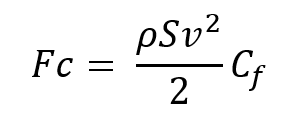 Fc = ρSv²/2 C_f